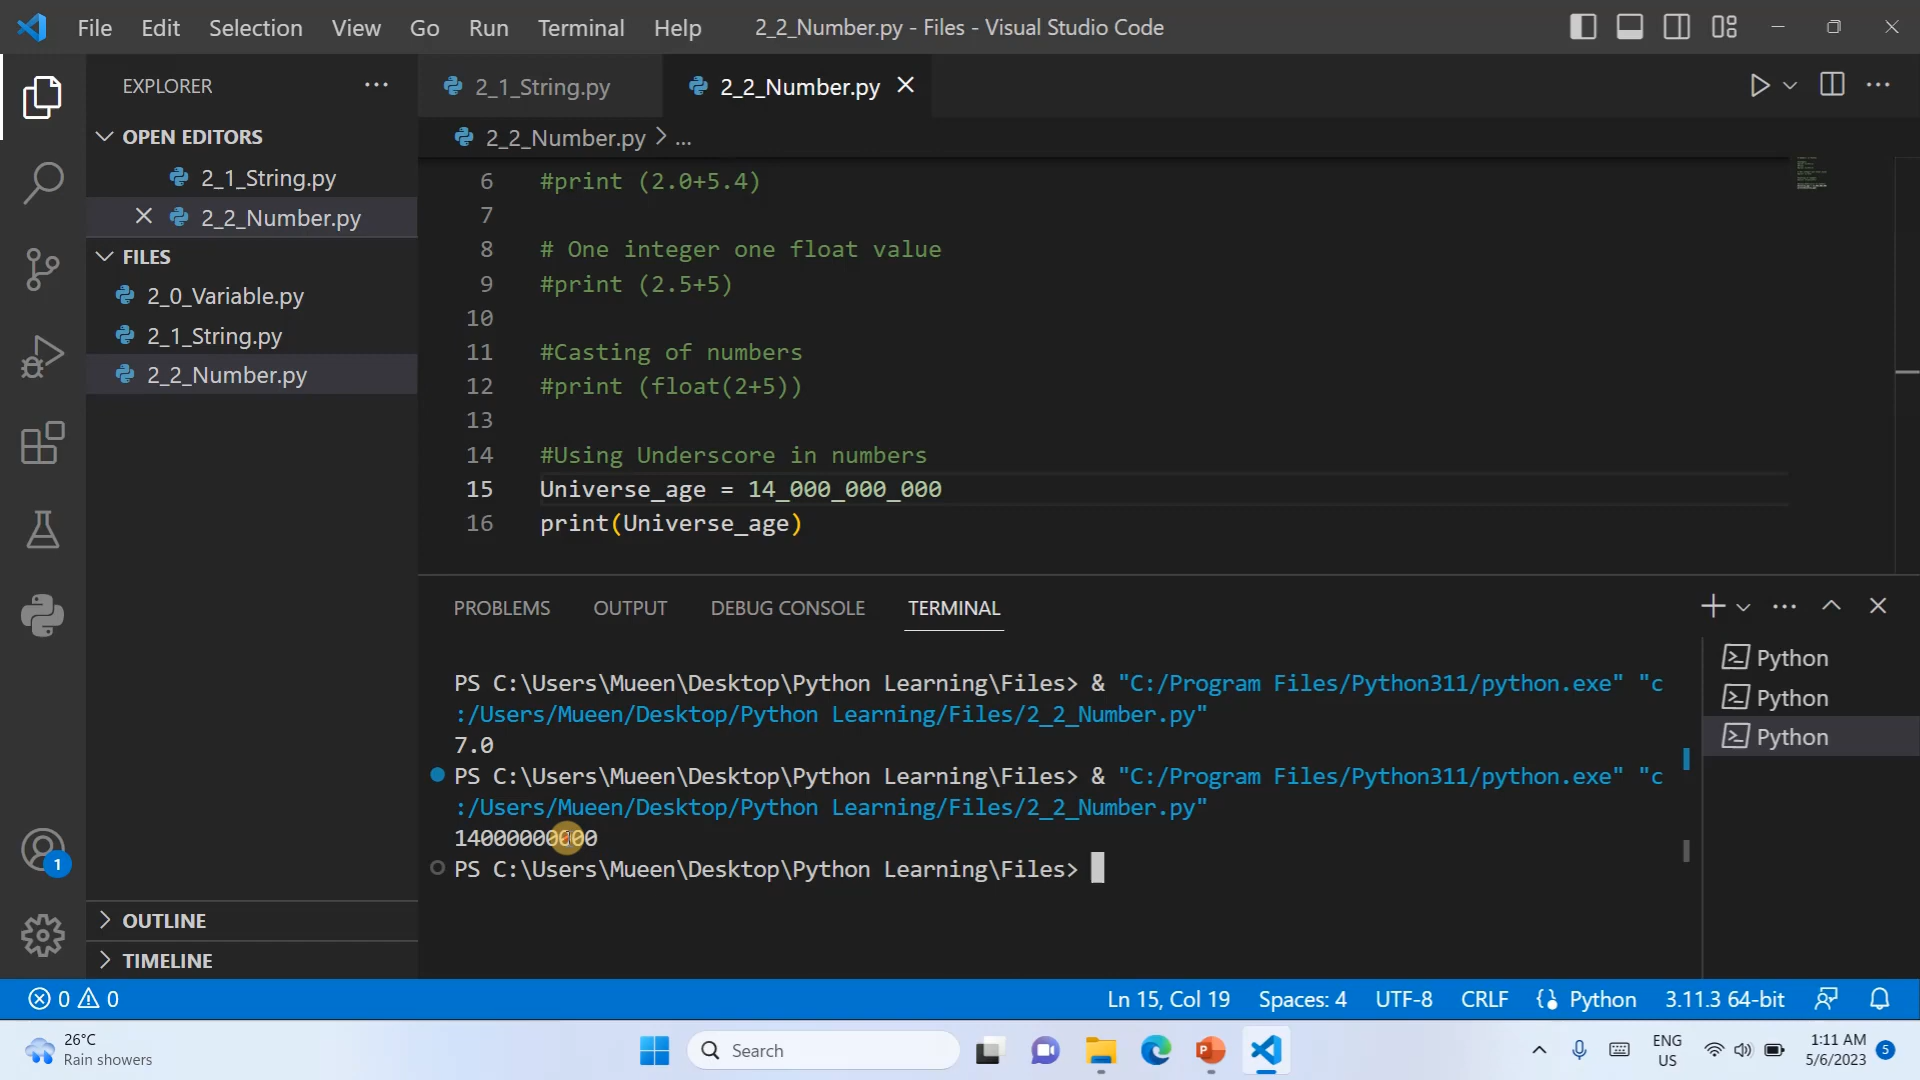 File Edit Selection View Go Run Terminal Help 2_2_Number.py - Files - Visual Studio Code
EXPLORER
OPEN EDITORS
2_1_String.py
2_2_Number.py
FILES
2_0_Variable.py
2_1_String.py
2_2_Number.py
OUTLINE
TIMELINE
1
2_1_String.py 2_2_Number.py
2_2_Number.py > ...
6 #print (2.0+5.4)
7
8 # One integer one float value
9 #print (2.5+5)
10
11 #Casting of numbers
12 #print (float(2+5))
13
14 #Using Underscore in numbers
15 Universe_age = 14_000_000_000
16 print(Universe_age)
PROBLEMS OUTPUT DEBUG CONSOLE TERMINAL
PS C:\Users\Mueen\Desktop\Python Learning\Files> & "C:/Program Files/Python311/python.exe" "c
:/Users/Mueen/Desktop/Python Learning/Files/2_2_Number.py"
7.0
PS C:\Users\Mueen\Desktop\Python Learning\Files> & "C:/Program Files/Python311/python.exe" "c
:/Users/Mueen/Desktop/Python Learning/Files/2_2_Number.py"
14000000000
PS C:\Users\Mueen\Desktop\Python Learning\Files>
Python
Python
Python
0 0 Ln 15, Col 19 Spaces: 4 UTF-8 CRLF Python 3.11.3 64-bit
26°C
Rain showers
Search
ENG
US
1:11 AM
5/6/2023
5